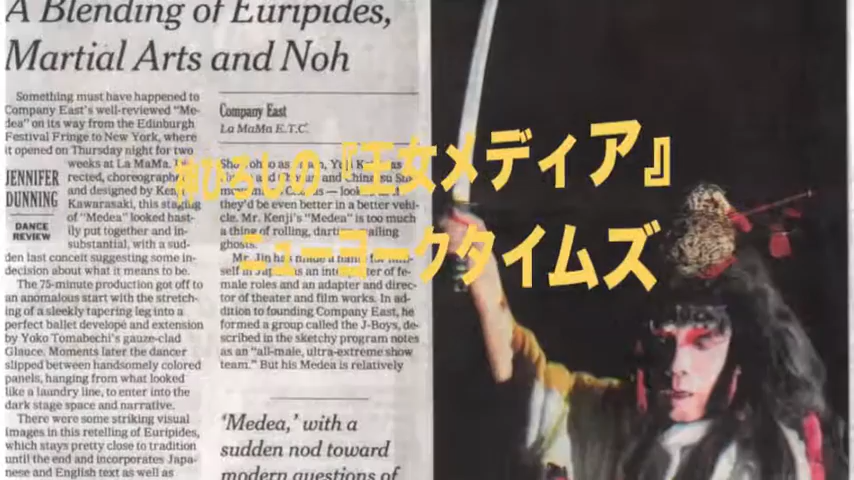 A Blending of Euripides,
Martial Arts and Noh
Something must have happened to
Company East's well-reviewed "Me-
dea" on its way from the Edinburgh
Festival Fringe to New York, where
it opened on Thursday night for two
weeks at La MaMa.
JENNIFER
DUNNING
DANCE
REVIEW
rected, choreographed
and designed by Kenji
Kawarasaki, this staging
of "Medea" looked hast-
ily put together and in-
substantial, with a sud-
den last conceit suggesting some in-
decision about what it means to be.
The 75-minute production got off to
an anomalous start with the stretch-
ing of a sleekly tapering leg into a
perfect ballet develope and extension
by Yoko Tomabechi's gauze-clad
Glauce. Moments later the dancer
slipped between handsomely colored
panels, hanging from what looked
like a laundry line, to enter into the
dark stage space and narrative.
There were some striking visual
images in this retelling of Euripides,
which stays pretty close to tradition
until the end and incorporates Japa-
nese and English text as well as
Company East
La MaMa E.T.C.
they'd be even better in a better vehi-
cle. Mr. Kenji's "Medea" is too much
a thing of rolling, darting, wailing
ghosts.
Mr. Jin has made a name for him-
self in Japan as an interpreter of fe-
male roles and an adapter and direc-
tor of theater and film works. In ad-
dition to founding Company East, he
formed a group called the J-Boys, de-
scribed in the sketchy program notes
as an "all-male, ultra-extreme show
team." But his Medea is relatively
'Medea,' with a
sudden nod toward
modern questions of
神ひろしの『王女メディア』
ニューヨークタイムズ